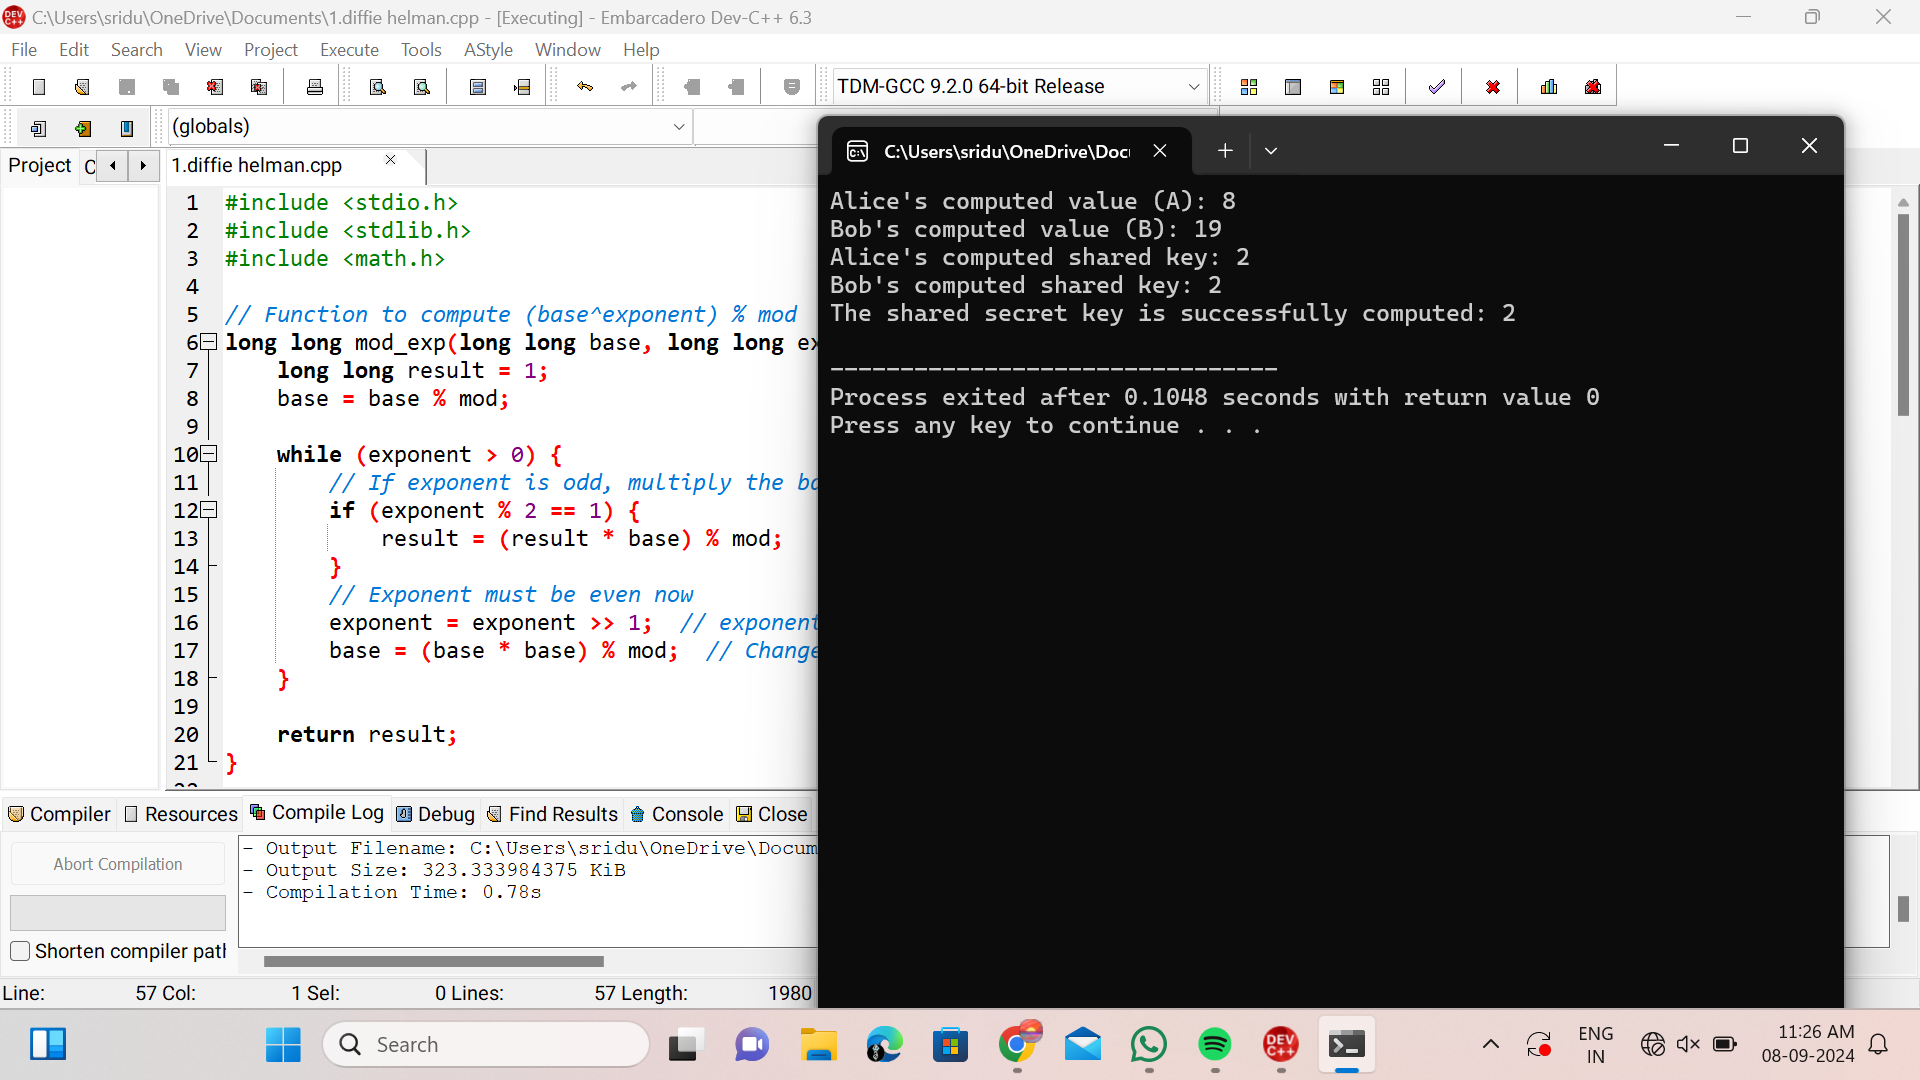 C:\Users\sridu\OneDrive\Documents\1.diffie helman.cpp - [Executing] - Embarcadero Dev-C++ 6.3
File Edit Search View Project Execute Tools AStyle Window Help
TDM-GCC 9.2.0 64-bit Release
(globals)
Project
1.diffie helman.cpp
1 #include <stdio.h>
2 #include <stdlib.h>
3 #include <math.h>
4
5 // Function to compute (base^exponent) % mod
6 long long mod_exp(long long base, long long ex
7 long long result = 1;
8 base = base % mod;
9
10 while (exponent > 0) {
11 // If exponent is odd, multiply the ba
12 if (exponent % 2 == 1) {
13 result = (result * base) % mod;
14 }
15 // Exponent must be even now
16 exponent = exponent >> 1; // exponent
17 base = (base * base) % mod; // Change
18 }
19
20 return result;
21 }
C:\Users\sridu\OneDrive\Doc
Alice's computed value (A): 8
Bob's computed value (B): 19
Alice's computed shared key: 2
Bob's computed shared key: 2
The shared secret key is successfully computed: 2
--------------------------------
Process exited after 0.1048 seconds with return value 0
Press any key to continue . . .
Compiler Resources Compile Log Debug Find Results Console Close
Abort Compilation
Shorten compiler path
- Output Filename: C:\Users\sridu\OneDrive\Docum
- Output Size: 323.333984375 KiB
- Compilation Time: 0.78s
Line: 57 Col: 1 Sel: 0 Lines: 57 Length: 1980
Search
DEV C++
ENG
IN
11:26 AM
08-09-2024